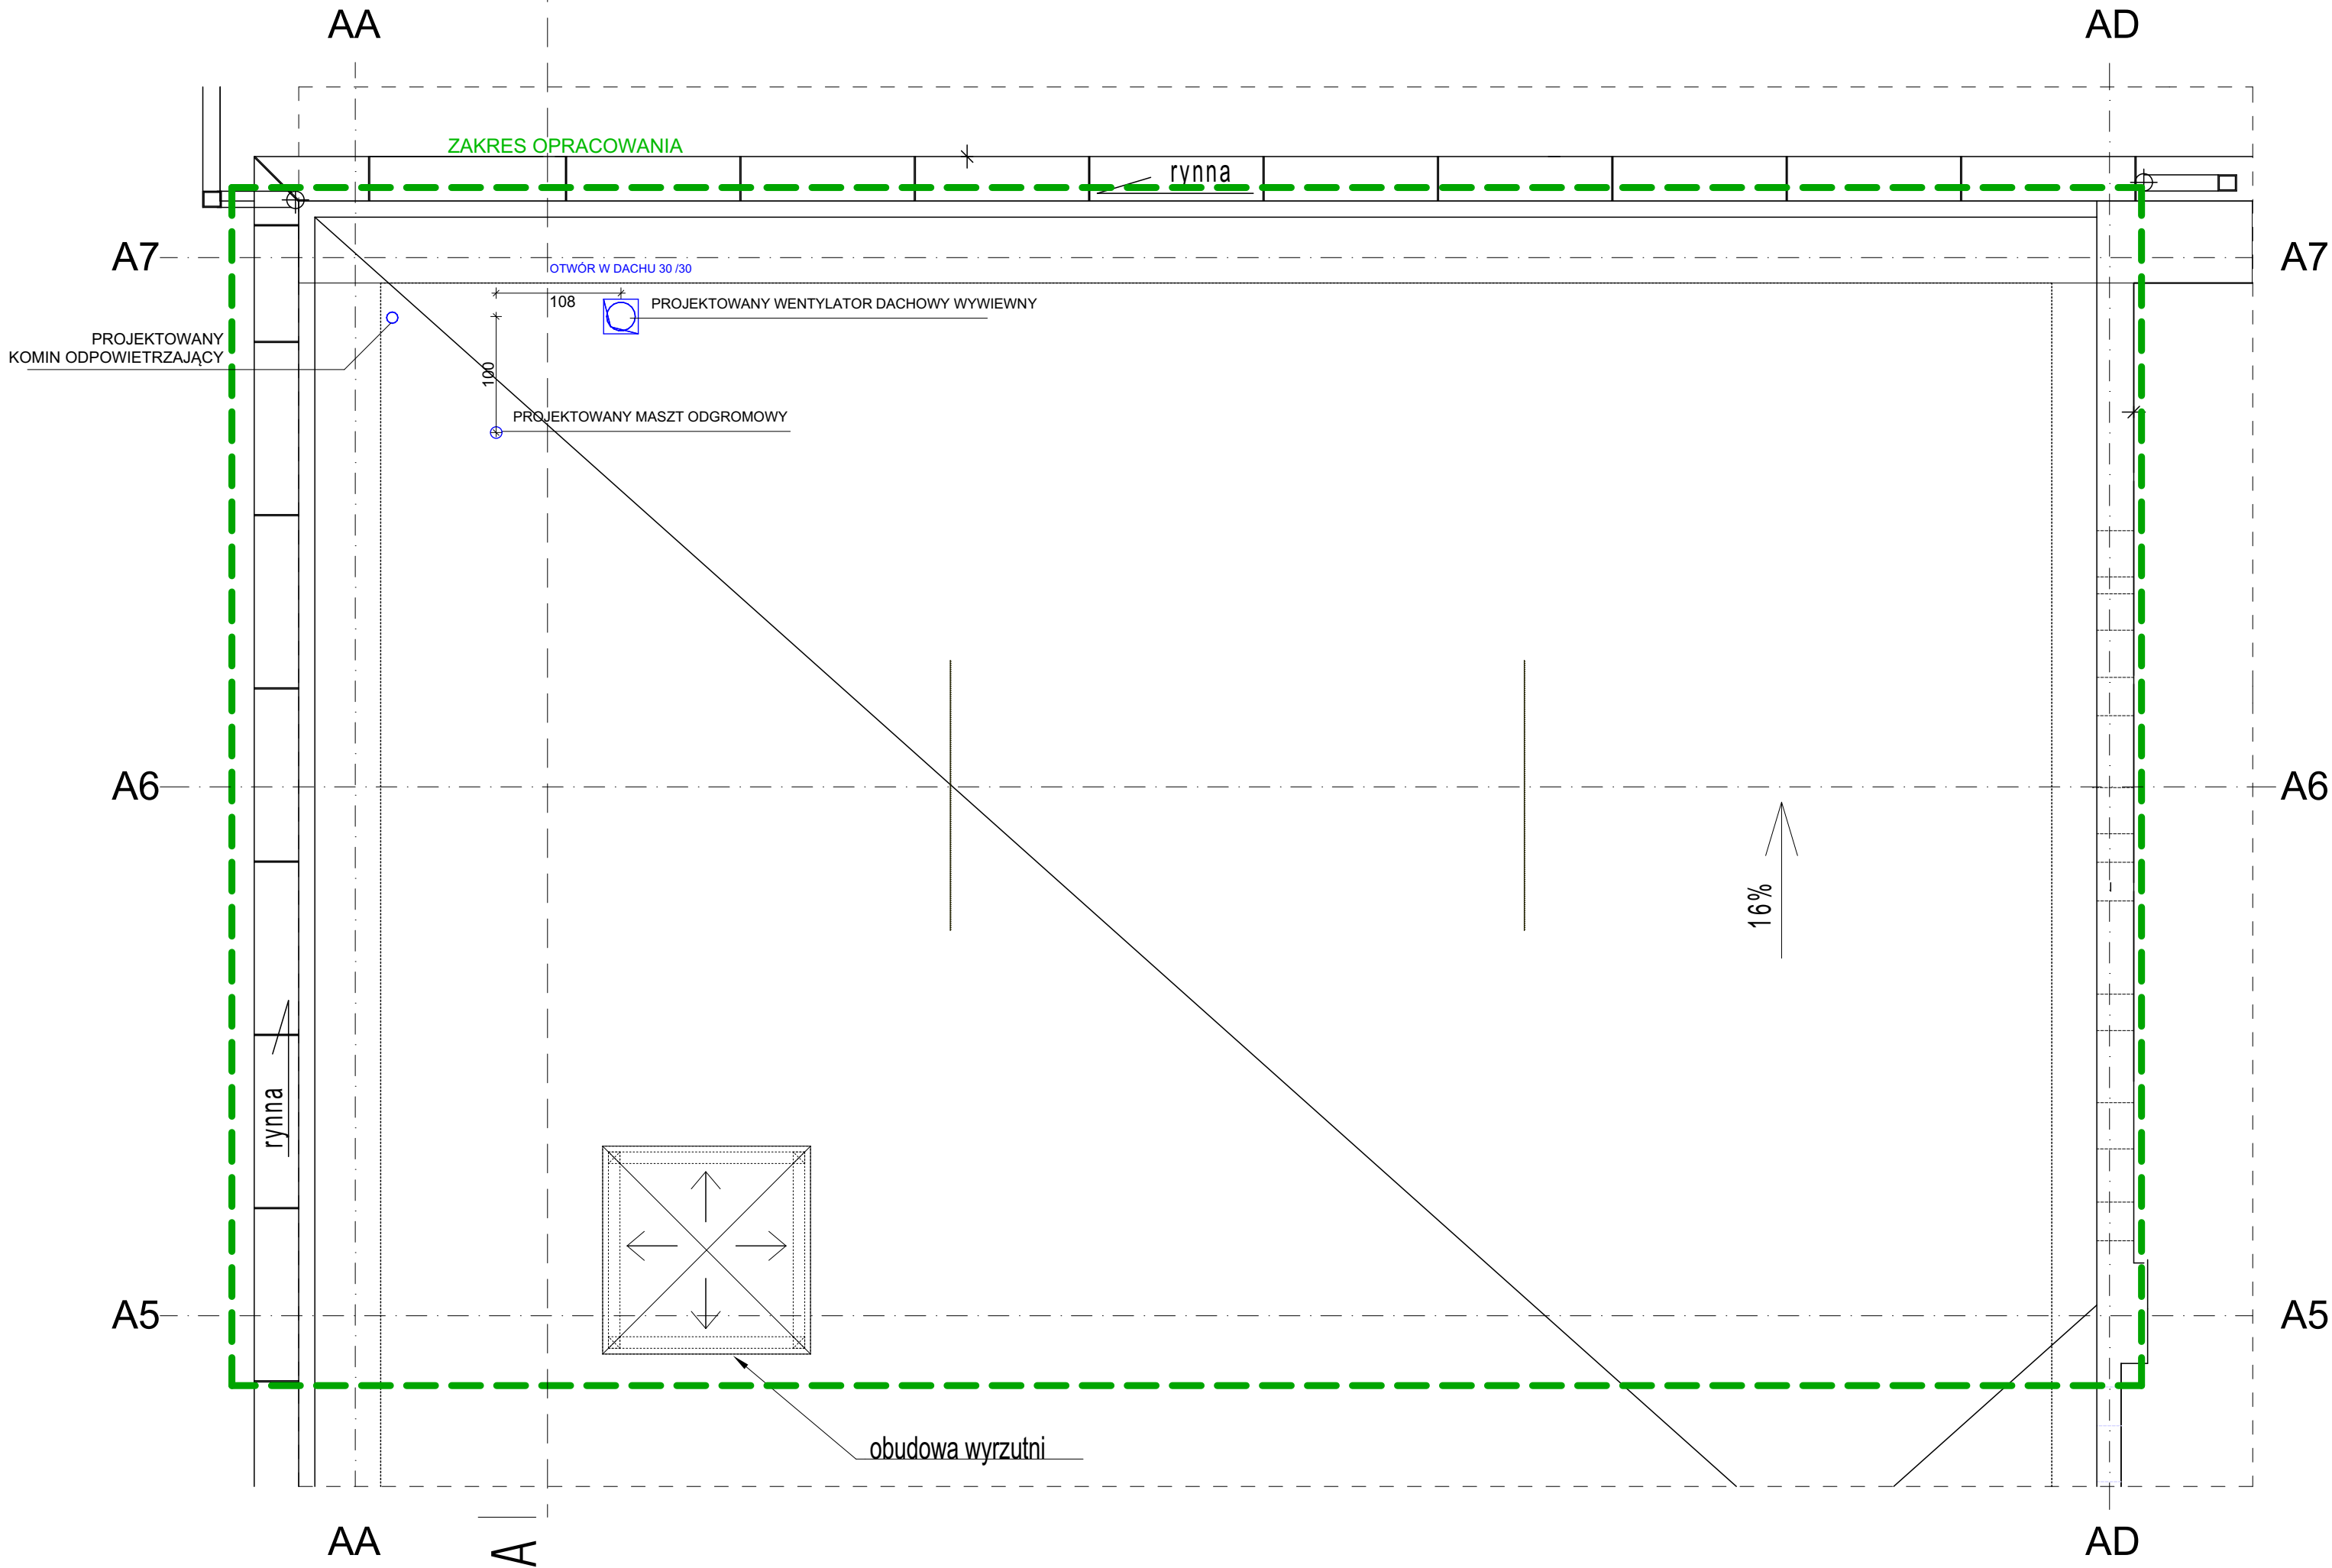 AA
AD
ZAKRES OPRACOWANIA
rynna
A7
A7
OTWÓR W DACHU 30 /30
108
PROJEKTOWANY WENTYLATOR DACHOWY WYWIEWNY
PROJEKTOWANY
KOMIN ODPOWIETRZAJĄCY
100
PROJEKTOWANY MASZT ODGROMOWY
A6
A6
16%
rynna
A5
A5
obudowa wyrzutni
AA
A
AD